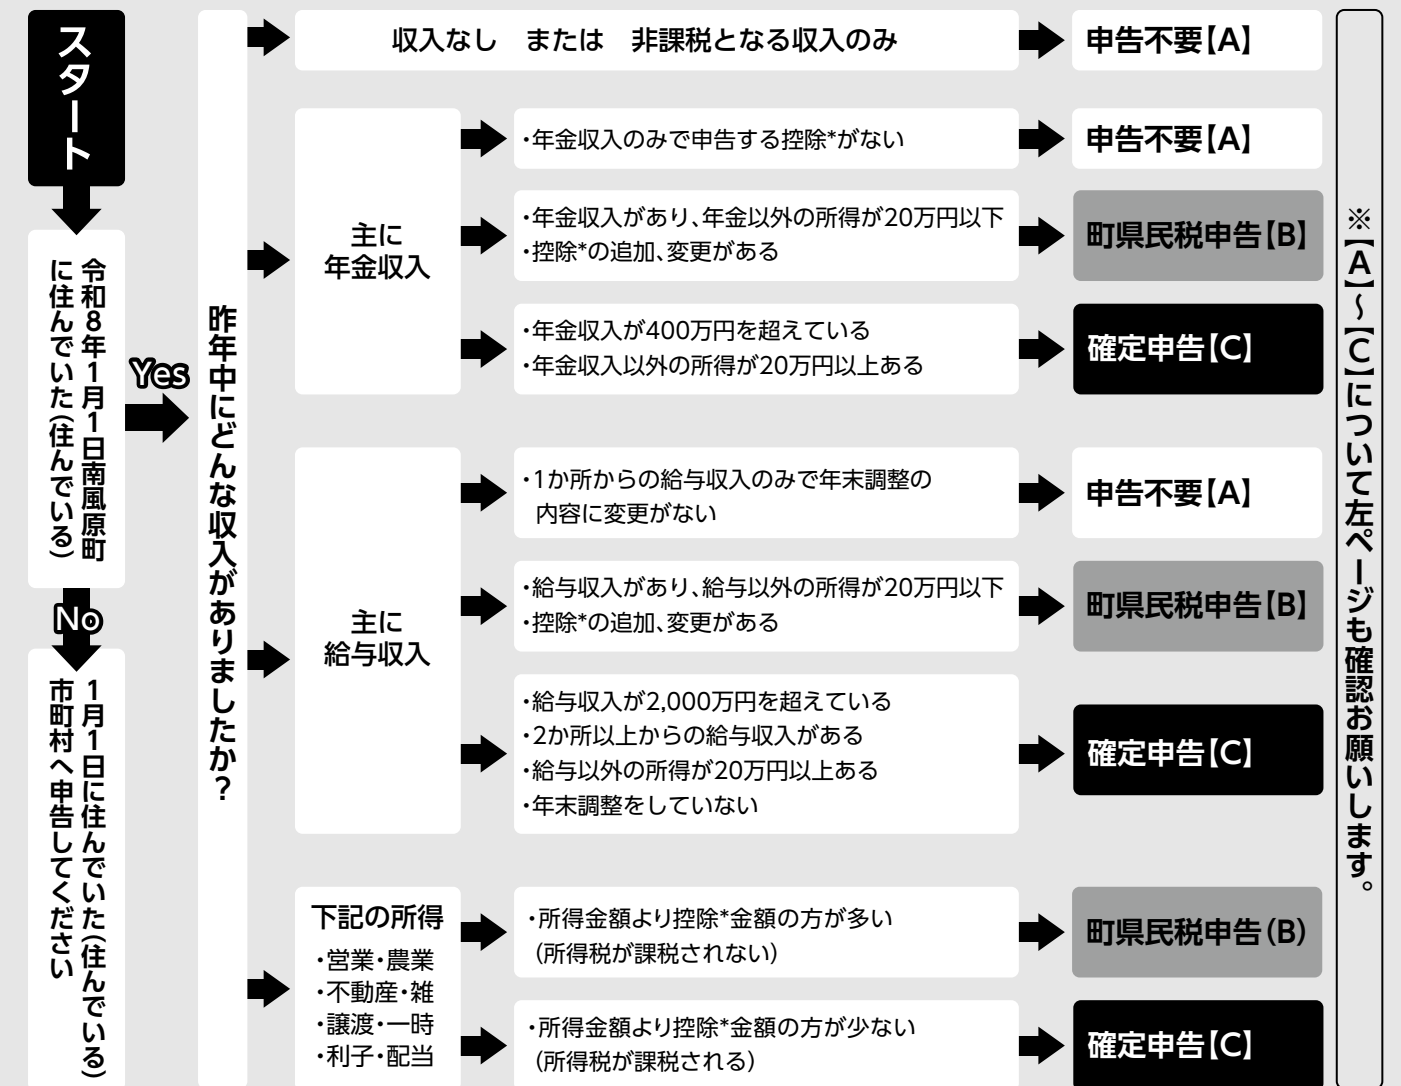 スタート
令和8年1月1日南風原町
に住んでいた(住んでいる)
Yes
No
1月1日に住んでいた(住んでいる)
市町村へ申告してください
昨年中にどんな収入がありましたか？
収入なし　または　非課税となる収入のみ
申告不要【A】
主に
年金収入
・年金収入のみで申告する控除*がない
申告不要【A】
・年金収入があり、年金以外の所得が20万円以下
・控除*の追加、変更がある
町県民税申告【B】
・年金収入が400万円を超えている
・年金収入以外の所得が20万円以上ある
確定申告【C】
主に
給与収入
・1か所からの給与収入のみで年末調整の
内容に変更がない
申告不要【A】
・給与収入があり、給与以外の所得が20万円以下
・控除*の追加、変更がある
町県民税申告【B】
・給与収入が2,000万円を超えている
・2か所以上からの給与収入がある
・給与以外の所得が20万円以上ある
・年末調整をしていない
確定申告【C】
下記の所得
・営業・農業
・不動産・雑
・譲渡・一時
・利子・配当
・所得金額より控除*金額の方が多い
(所得税が課税されない)
町県民税申告(B)
・所得金額より控除*金額の方が少ない
(所得税が課税される)
確定申告【C】
※【A】〜【C】について左ページも確認お願いします。